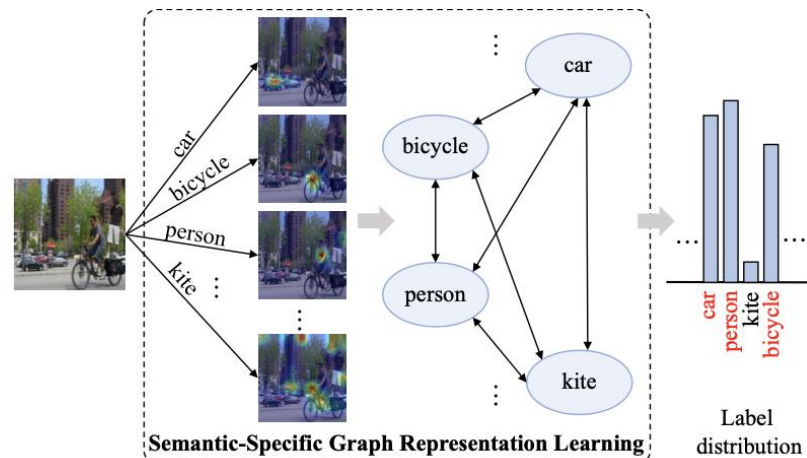 car
bicycle
person
kite
...
...
...
car
bicycle
person
kite
...
Semantic-Specific Graph Representation Learning
...
...
car
person
kite
bicycle
Label
distribution